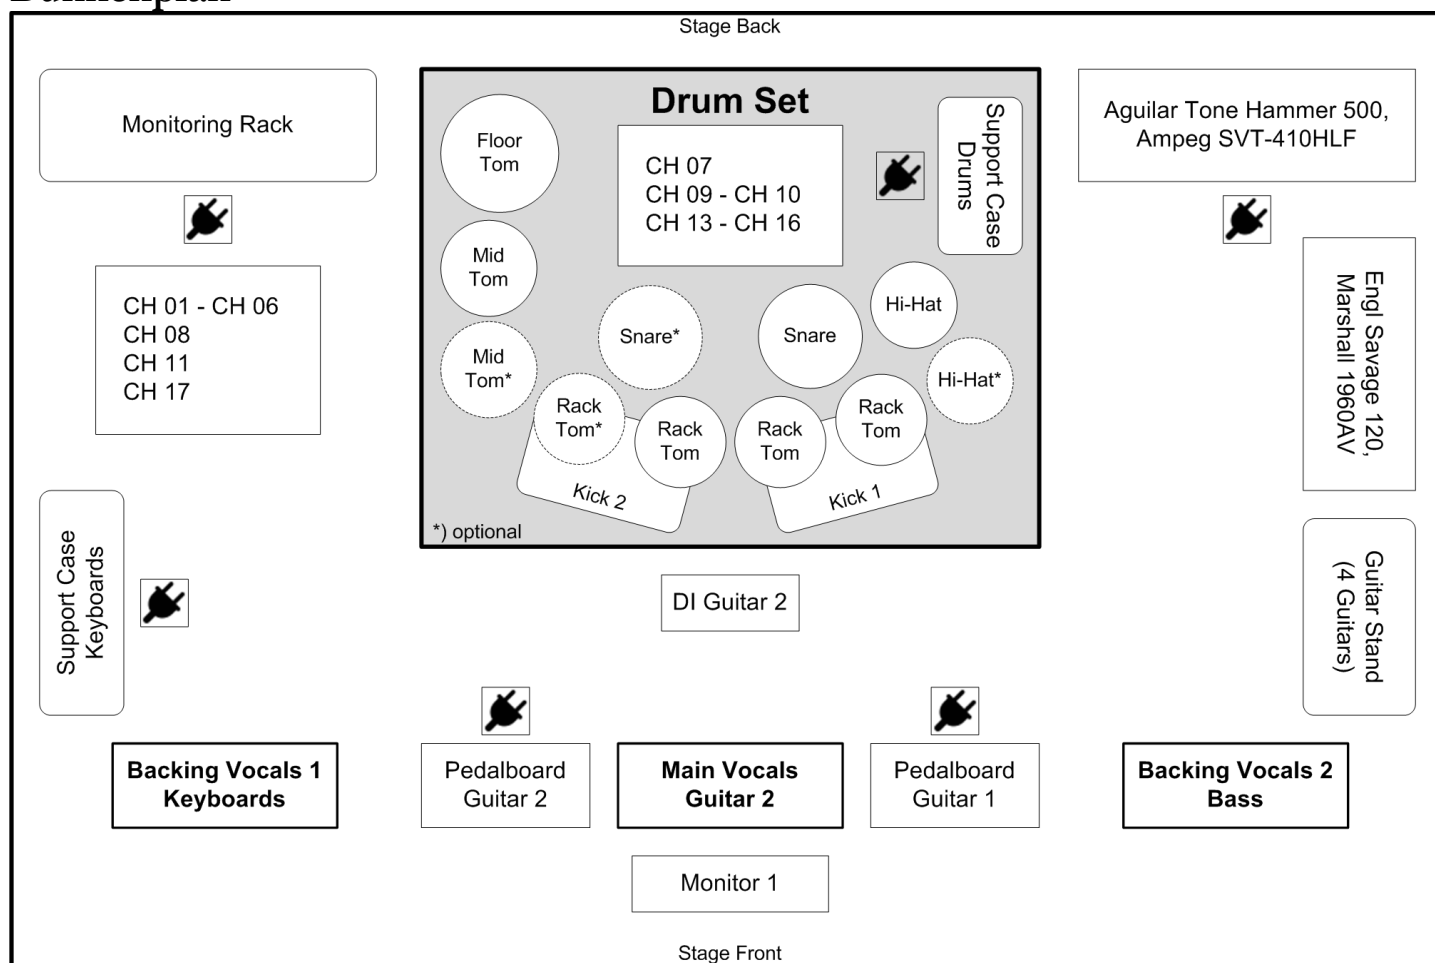 Bühnenplan
Stage Back
Monitoring Rack
CH 01 - CH 06
CH 08
CH 11
CH 17
Support Case
Keyboards
Drum Set
CH 07
CH 09 - CH 10
CH 13 - CH 16
Support Case
Drums
Floor
Tom
Mid
Tom
Mid
Tom*
Snare*
Snare
Hi-Hat
Hi-Hat*
Rack
Tom*
Rack
Tom
Rack
Tom
Rack
Tom
Kick 2
Kick 1
*) optional
Aguilar Tone Hammer 500,
Ampeg SVT-410HLF
Engl Savage 120,
Marshall 1960AV
Guitar Stand
(4 Guitars)
DI Guitar 2
Backing Vocals 1
Keyboards
Pedalboard
Guitar 2
Main Vocals
Guitar 2
Pedalboard
Guitar 1
Backing Vocals 2
Bass
Monitor 1
Stage Front